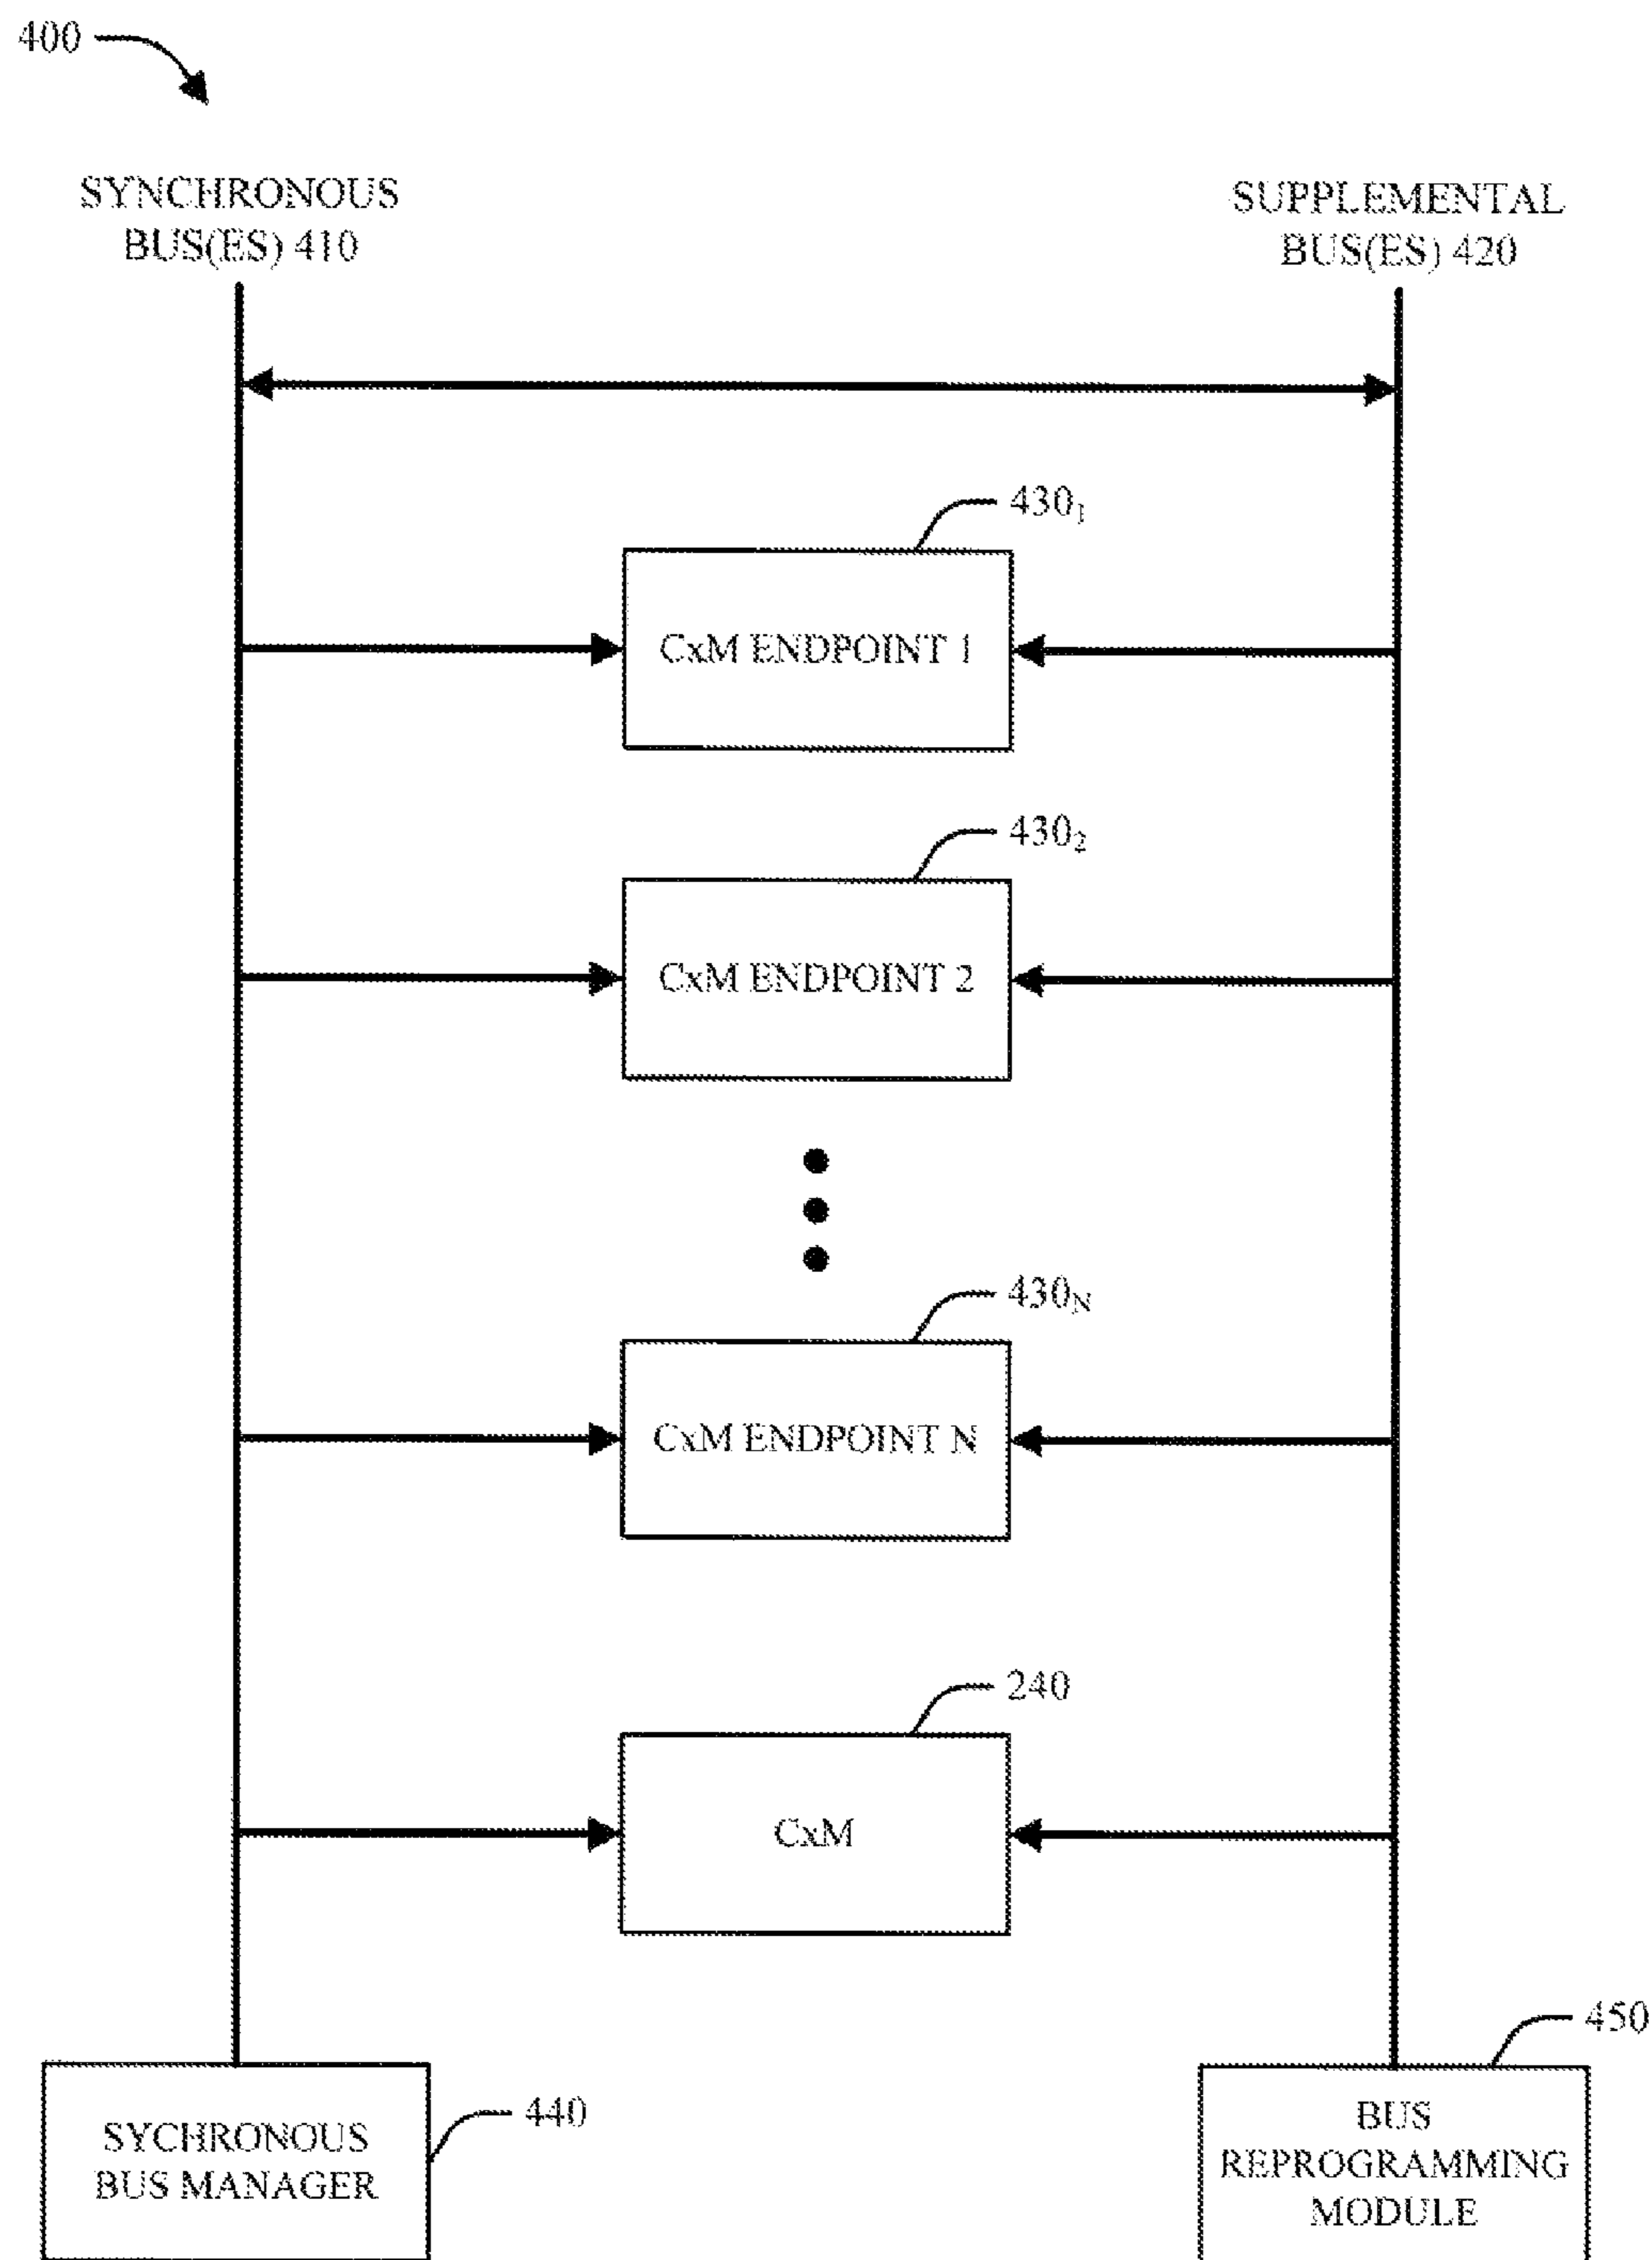 400
SYNCHRONOUS
BUS(ES) 410
SUPPLEMENTAL
BUS(ES) 420
430₁
CxM ENDPOINT 1
430₂
CxM ENDPOINT 2
430N
CxM ENDPOINT N
240
CxM
450
440
SYCHRONOUS
BUS MANAGER
BUS
REPROGRAMMING
MODULE